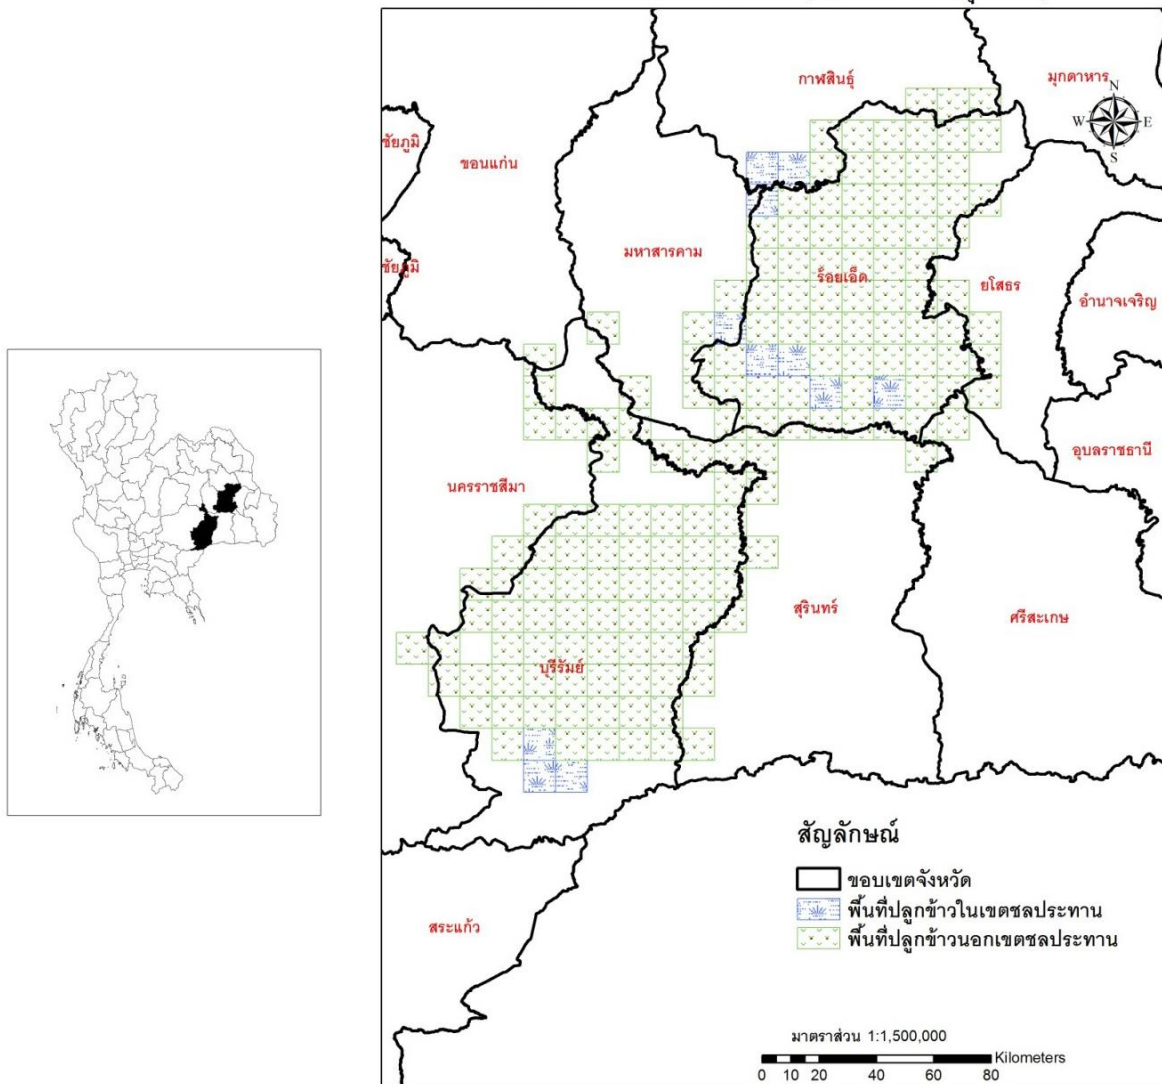 กาฬสินธุ์
มุกดาหาร
N
W E
S
ชัยภูมิ
ขอนแก่น
มหาสารคาม
ชัยภูมิ
ร้อยเอ็ด
ยโสธร
อำนาจเจริญ
อุบลราชธานี
นครราชสีมา
สุรินทร์
ศรีสะเกษ
บุรีรัมย์
สัญลักษณ์
ขอบเขตจังหวัด
พื้นที่ปลูกข้าวในเขตชลประทาน
พื้นที่ปลูกข้าวนอกเขตชลประทาน
สระแก้ว
มาตราส่วน 1:1,500,000
Kilometers
0 10 20 40 60 80